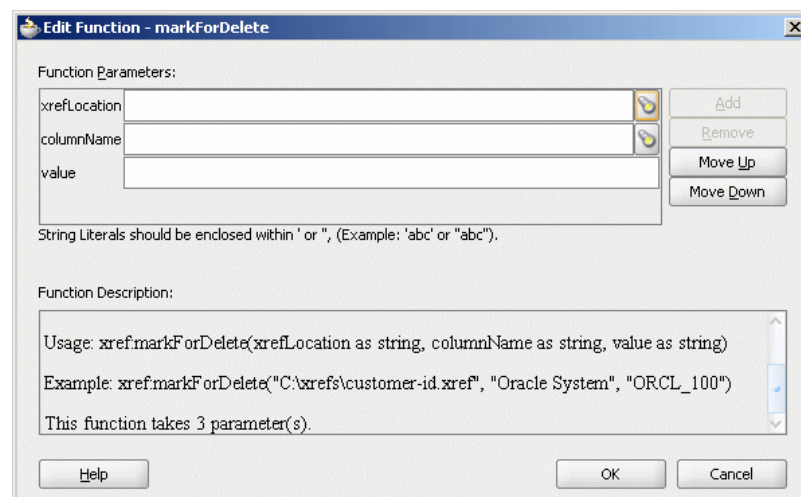 Edit Function - markForDelete
Function Parameters:
xrefLocation
Add
columnName
Remove
value
Move Up
Move Down
String Literals should be enclosed within ' or ", (Example: 'abc' or "abc").
Function Description:
Usage: xref:markForDelete(xrefLocation as string, columnName as string, value as string)
Example: xref:markForDelete("C:\xrefs\customer-id.xref", "Oracle System", "ORCL_100")
This function takes 3 parameter(s).
Help
OK
Cancel